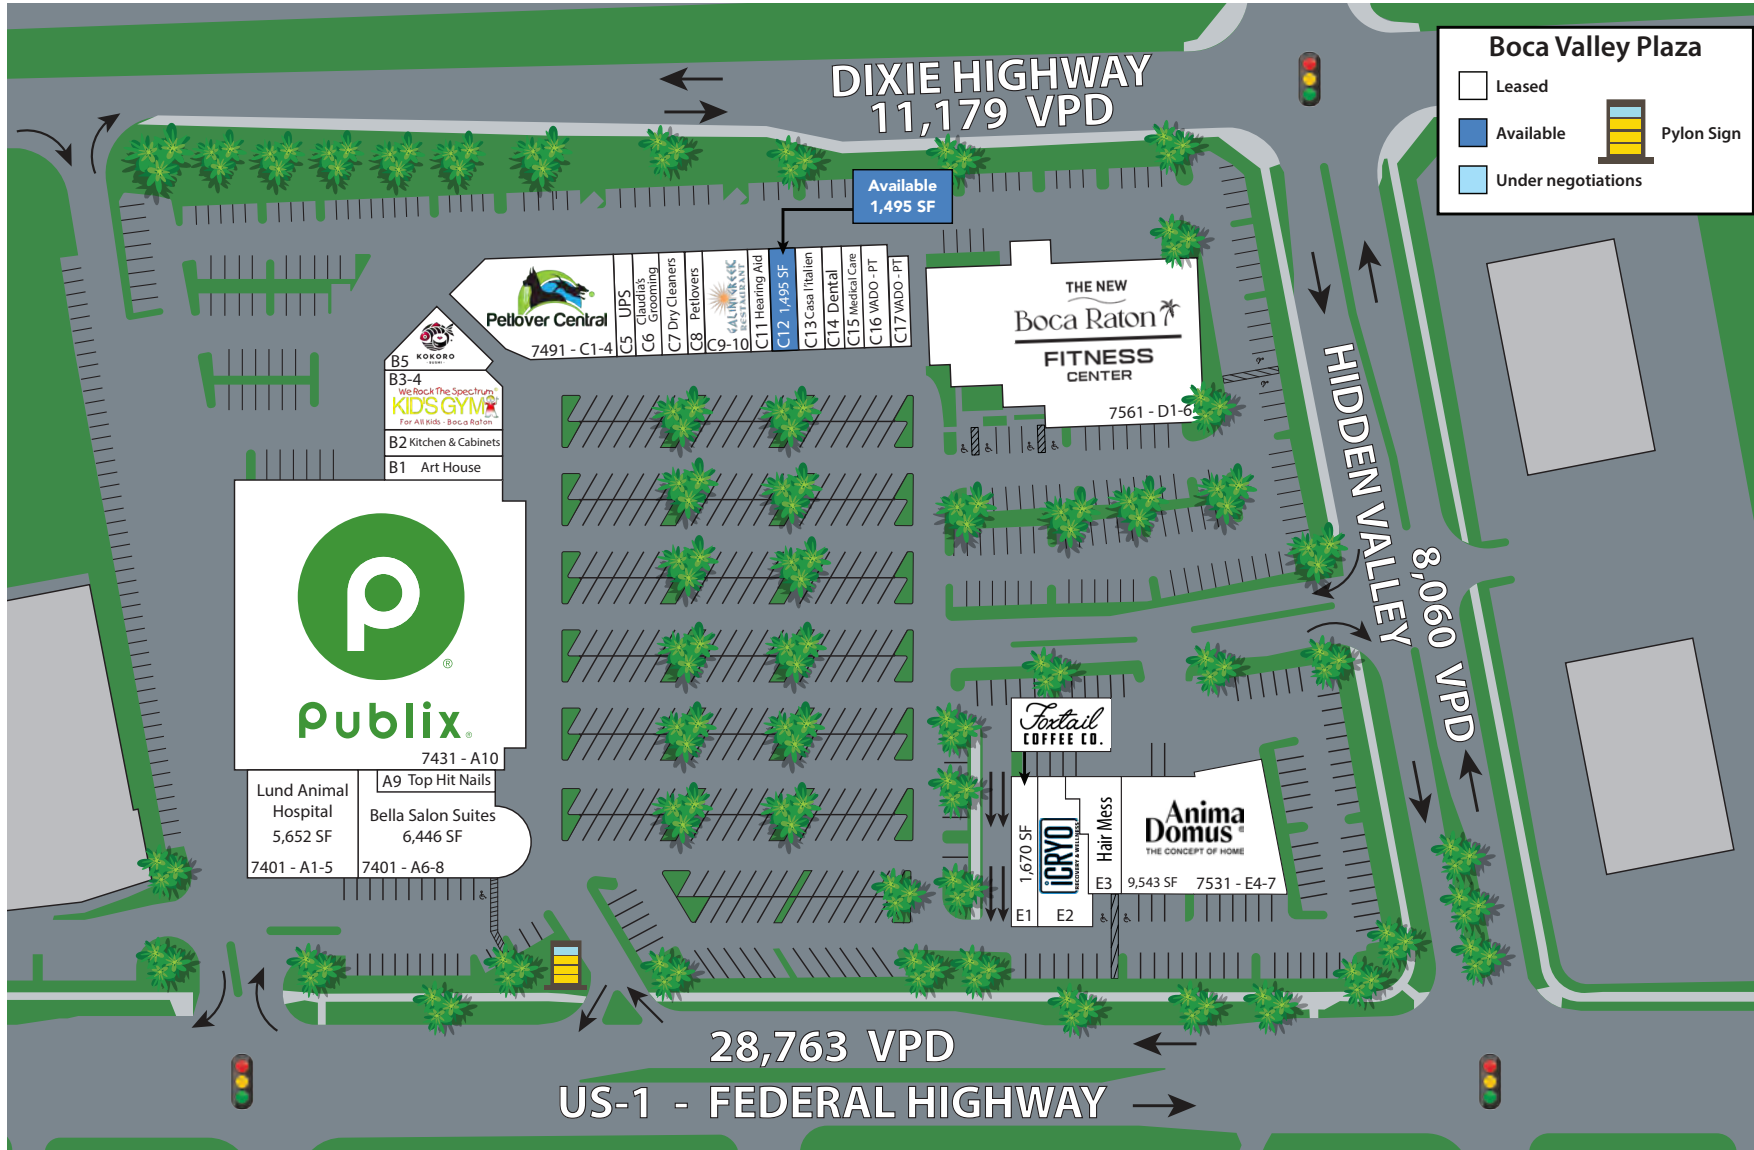 DIXIE HIGHWAY
11,179 VPD
Boca Valley Plaza
Leased
Available
Pylon Sign
Under negotiations
Available
1,495 SF
Petlover Central
7491 - C1-4
C5 UPS
C6 Claudia's Grooming
C7 Dry Cleaners
C8 Petlovers
GALINI GREEK
RESTAURANT
C9-10
C11 Hearing Aid
C12 1,495 SF
C13 Casa l'italien
C14 Dental
C15 Medical Care
C16 VADO - PT
C17 VADO - PT
THE NEW
Boca Raton
FITNESS
CENTER
7561 - D1-6
KOKORO
SUSHI
B5
B3-4
We Rock The Spectrum
KID'S GYM
For All Kids - Boca Raton
B2 Kitchen & Cabinets
B1 Art House
HIDDEN VALLEY
8,060 VPD
Publix®
7431 - A10
A9 Top Hit Nails
Lund Animal
Hospital
5,652 SF
7401 - A1-5
Bella Salon Suites
6,446 SF
7401 - A6-8
Foxtail
COFFEE CO.
1,670 SF
E1
iCRYO
RECOVERY & WELLNESS
E2
Hair Mess
E3
Anima
Domus®
THE CONCEPT OF HOME
9,543 SF 7531 - E4-7
28,763 VPD
US-1 - FEDERAL HIGHWAY